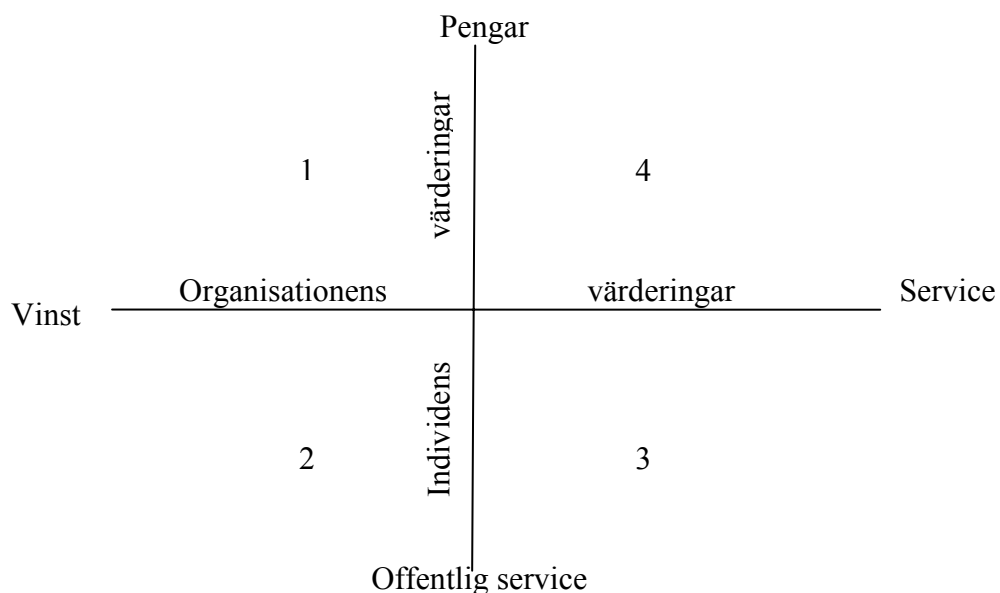 Pengar
värderingar
1
4
Organisationens värderingar
Service
Vinst
Individens
2
3
Offentlig service